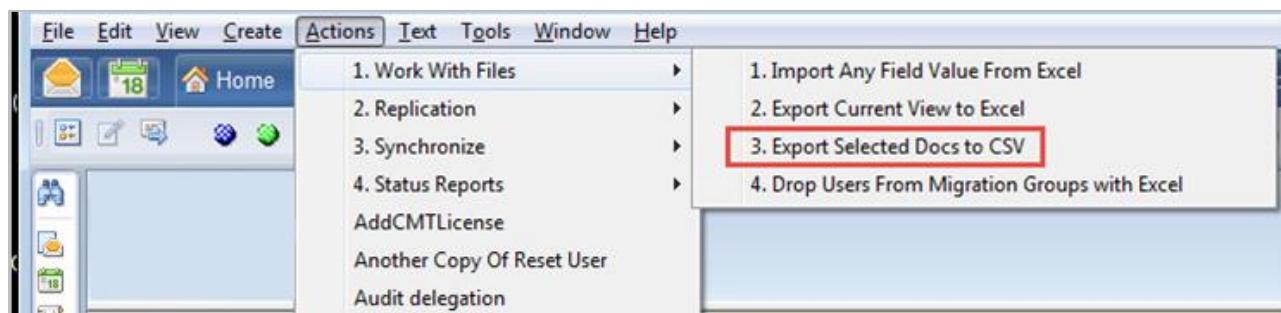 File Edit View Create Actions Text Tools Window Help
18 Home
1. Work With Files
2. Replication
3. Synchronize
4. Status Reports
AddCMTLicense
Another Copy Of Reset User
Audit delegation
1. Import Any Field Value From Excel
2. Export Current View to Excel
3. Export Selected Docs to CSV
4. Drop Users From Migration Groups with Excel
18